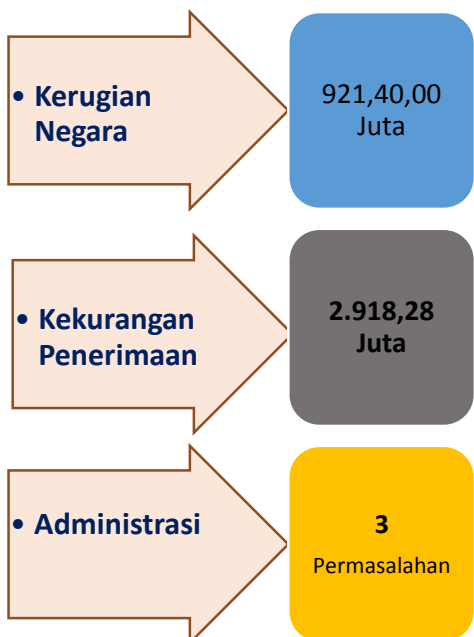 • Kerugian
Negara
921,40,00
Juta
• Kekurangan
Penerimaan
2.918,28
Juta
• Administrasi
3
Permasalahan